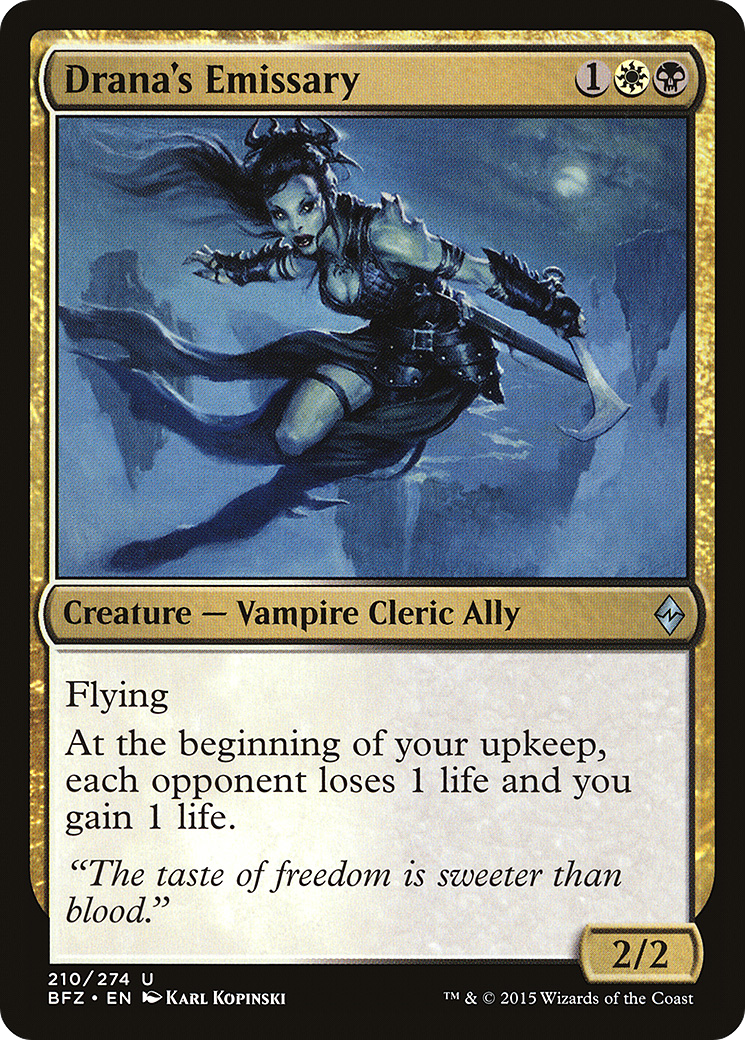 Drana's Emissary 1
Creature — Vampire Cleric Ally
Flying
At the beginning of your upkeep,
each opponent loses 1 life and you
gain 1 life.
“The taste of freedom is sweeter than
blood.”
2/2
210/274 U
BFZ • EN Karl Kopinski
™ & © 2015 Wizards of the Coast